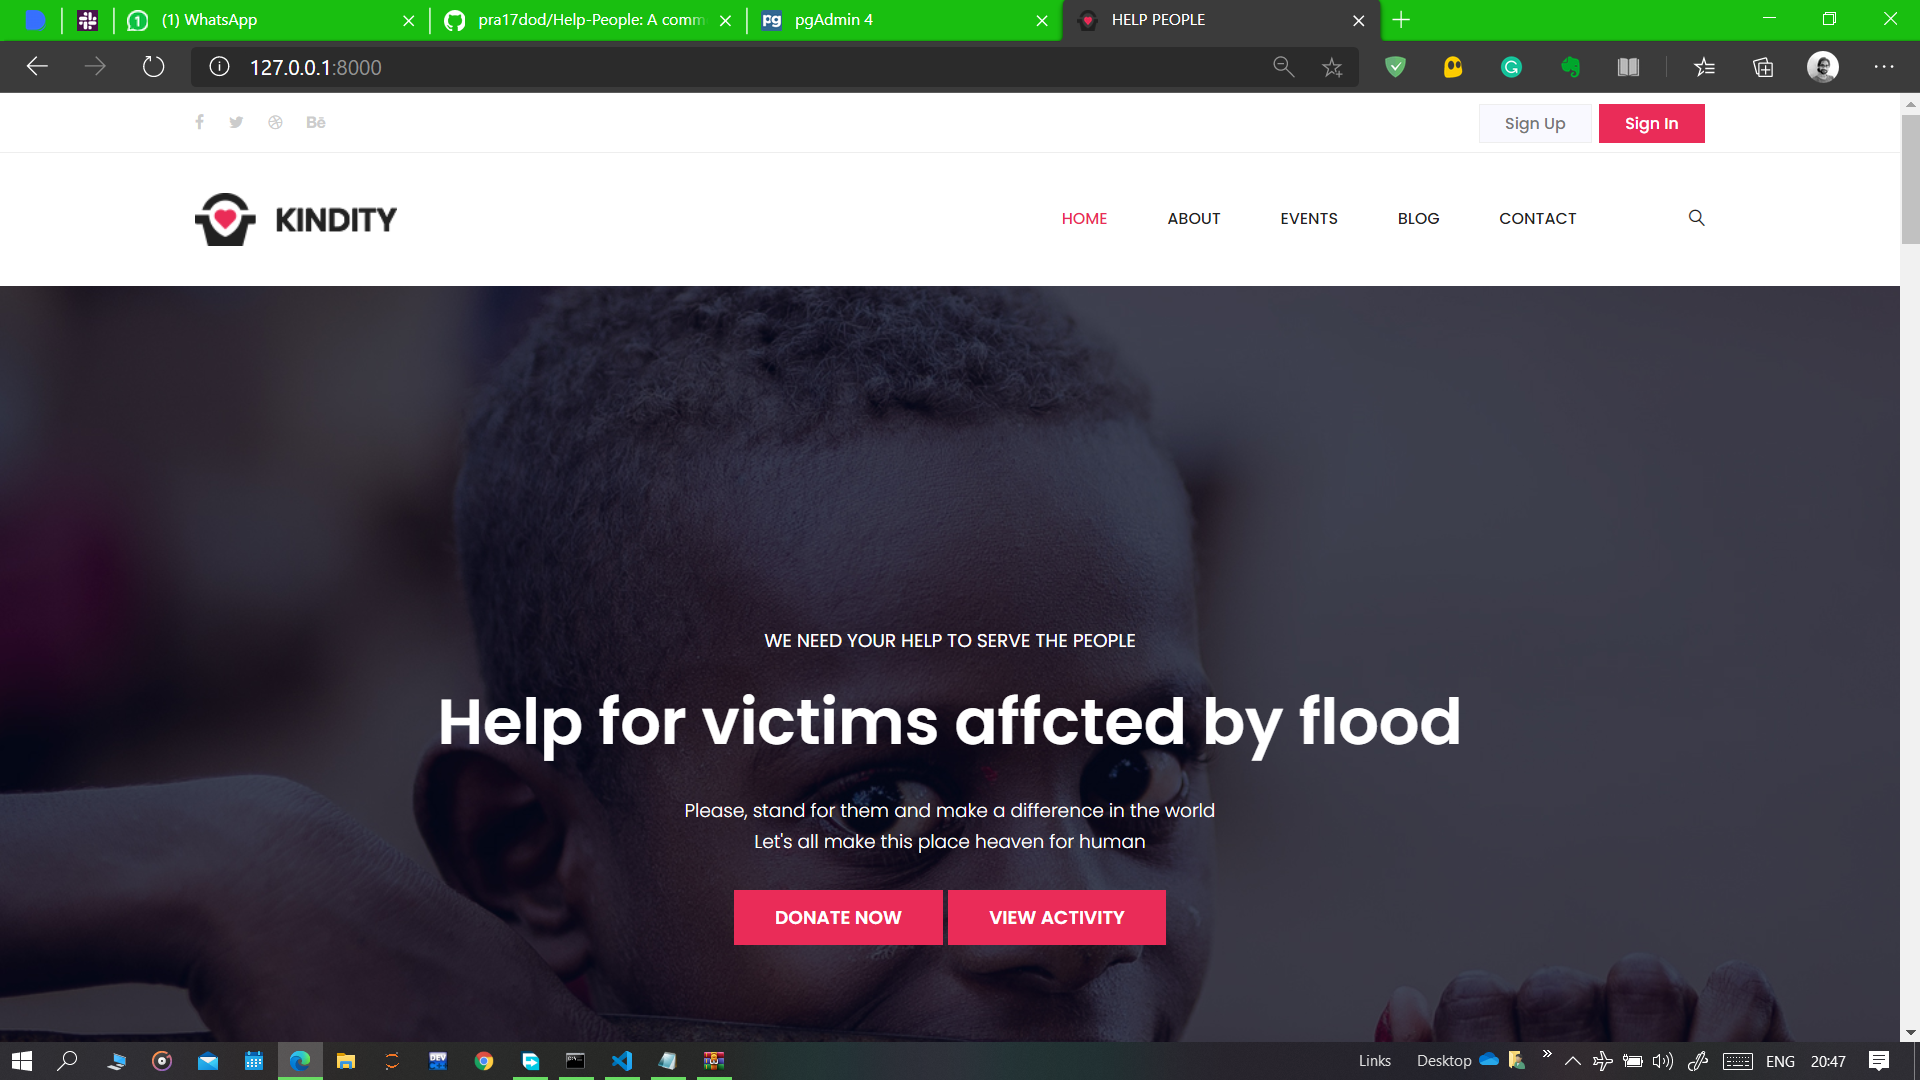 (1) WhatsApp
pra17dod/Help-People: A comm
pgAdmin 4
HELP PEOPLE
127.0.0.1:8000
Sign Up
Sign In
KINDITY
HOME
ABOUT
EVENTS
BLOG
CONTACT
WE NEED YOUR HELP TO SERVE THE PEOPLE
Help for victims affcted by flood
Please, stand for them and make a difference in the world
Let's all make this place heaven for human
DONATE NOW
VIEW ACTIVITY
Links
Desktop
ENG
20:47